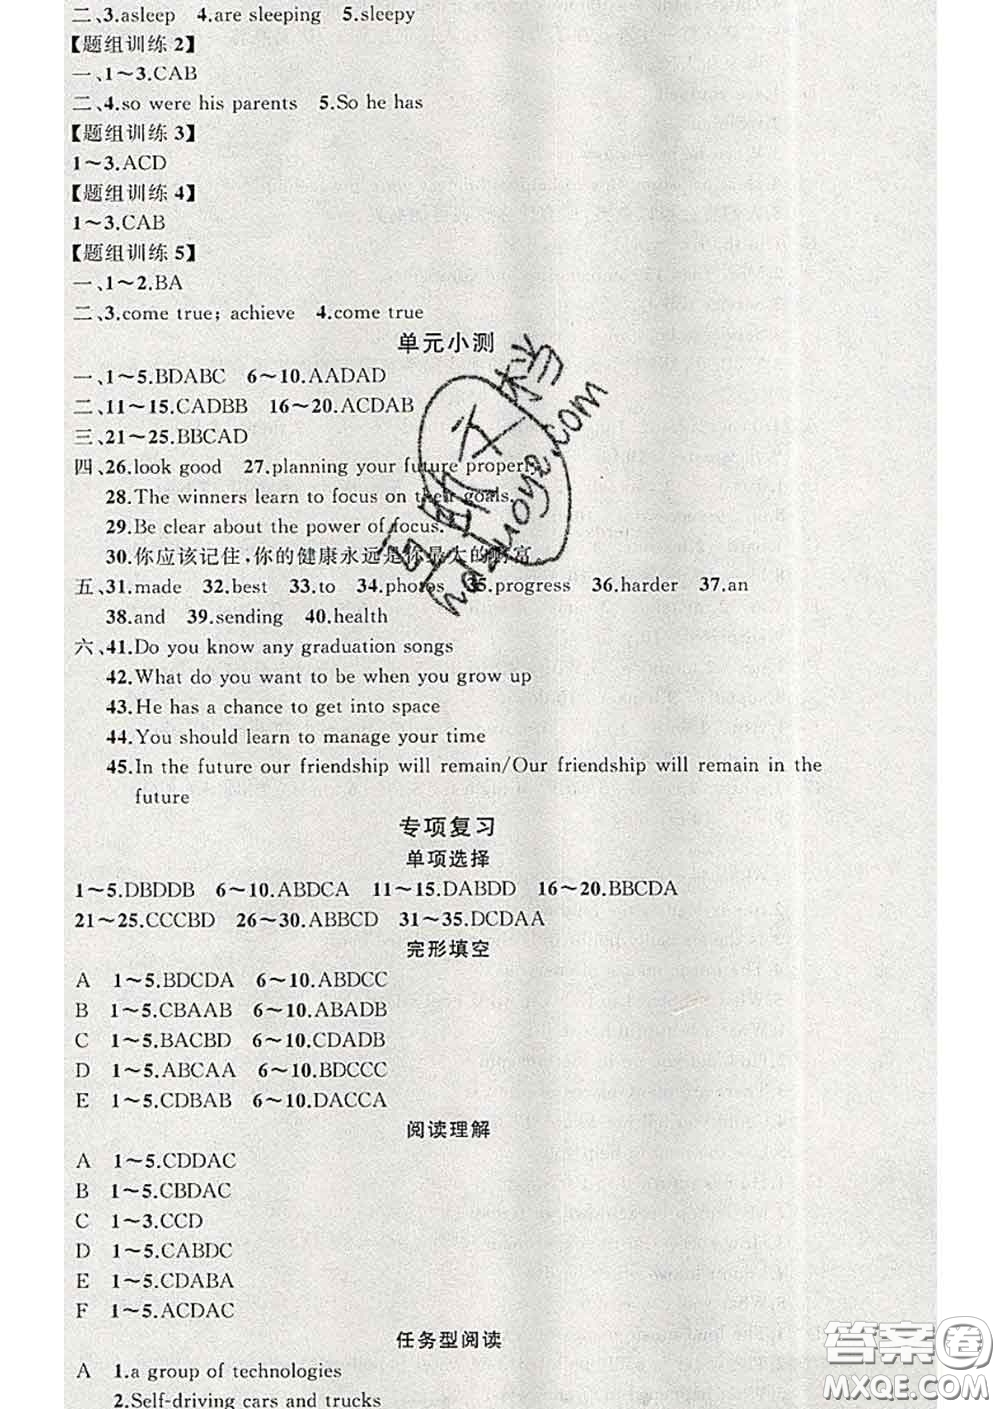 二、3.asleep 4.are sleeping 5.sleepy
【题组训练2】
一、1～3.CAB
二、4.so were his parents 5.So he has
【题组训练3】
1～3.ACD
【题组训练4】
1～3.CAB
【题组训练5】
一、1～2.BA
二、3.come true; achieve 4.come true
单元小测
一、1～5.BDABC 6～10.AADAD
二、11～15.CADBB 16～20.ACDAB
三、21～25.BBCAD
四、26.look good 27.planning your future properly
28.The winners learn to focus on their goals.
29.Be clear about the power of focus.
30.你应该记住,你的健康永远是你最大的财富。
五、31.made 32.best 33.to 34.photos 35.progress 36.harder 37.an
38.and 39.sending 40.health
六、41.Do you know any graduation songs
42.What do you want to be when you grow up
43.He has a chance to get into space
44.You should learn to manage your time
45.In the future our friendship will remain/Our friendship will remain in the
future
专项复习
单项选择
1～5.DBDDB 6～10.ABDCA 11～15.DABDD 16～20.BBCDA
21～25.CCCBD 26～30.ABBCD 31～35.DCDAA
完形填空
A 1～5.BDCDA 6～10.ABDCC
B 1～5.CBAAB 6～10.ABADB
C 1～5.BACBD 6～10.CDADB
D 1～5.ABCAA 6～10.BDCCC
E 1～5.CDBAB 6～10.DACCA
阅读理解
A 1～5.CDDAC
B 1～5.CBDAC
C 1～3.CCD
D 1～5.CABDC
E 1～5.CDABA
F 1～5.ACDAC
任务型阅读
A 1.a group of technologies
2.Self-driving cars and trucks
答案圈
MXQE.COM